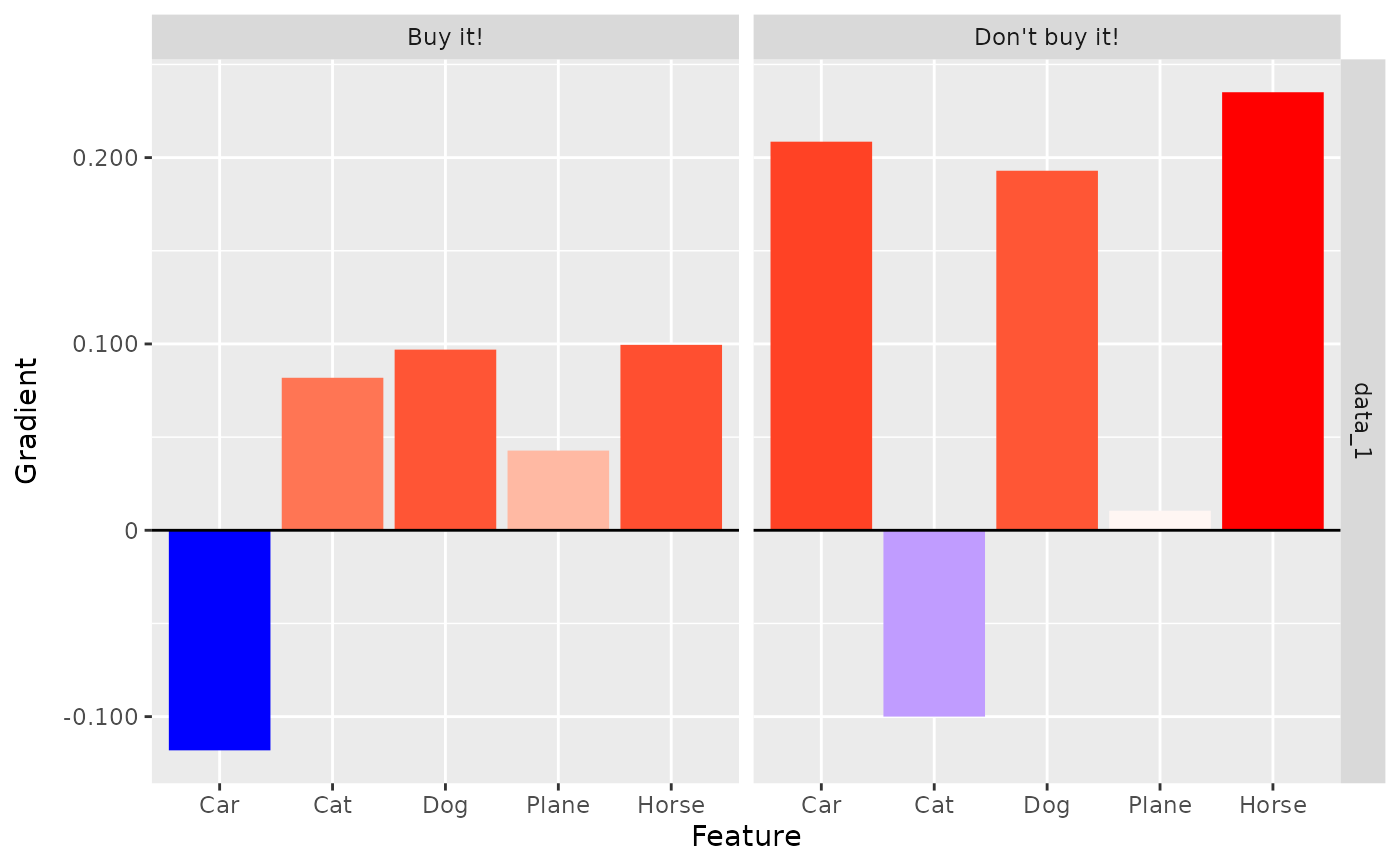 Buy it!
Don't buy it!
Gradient
0.200
0.100
0
-0.100
data_1
Car Cat Dog Plane Horse
Car Cat Dog Plane Horse
Feature